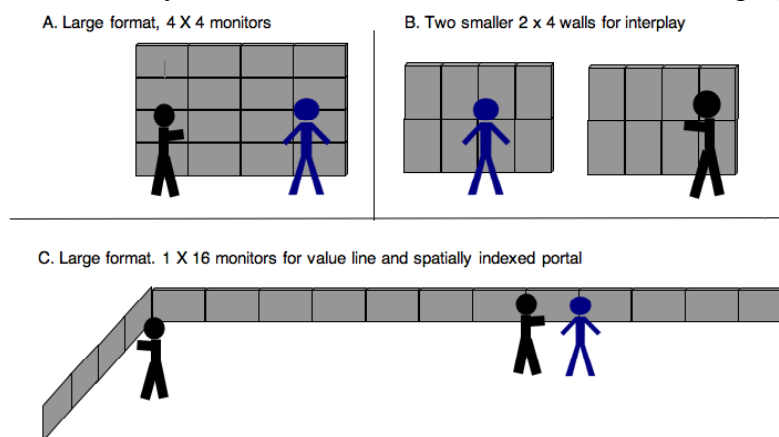 A. Large format, 4 X 4 monitors
B. Two smaller 2 x 4 walls for interplay
C. Large format. 1 X 16 monitors for value line and spatially indexed portal